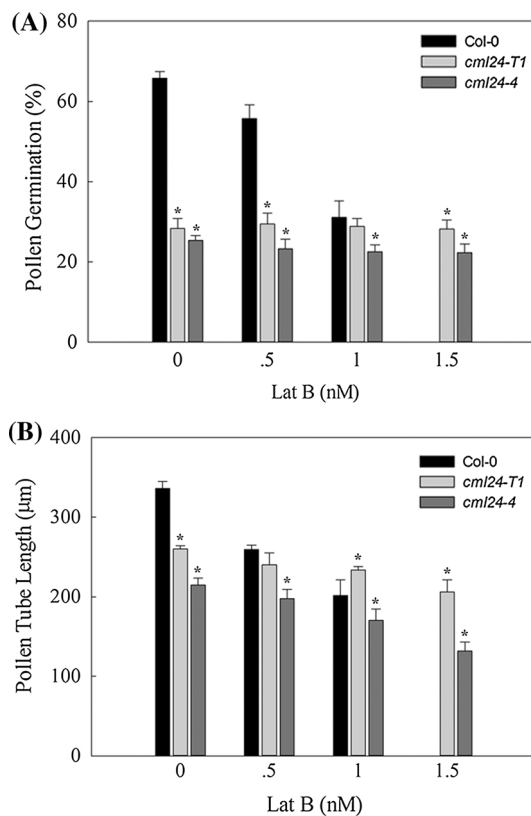 (A)
Pollen Germination (%)
80
60
40
20
0
Col-0
cml24-T1
cml24-4
* *
* *
*
* *
0 .5 1 1.5
Lat B (nM)
(B)
Pollen Tube Length (µm)
400
300
200
100
0
Col-0
cml24-T1
cml24-4
* *
*
* *
* *
0 .5 1 1.5
Lat B (nM)